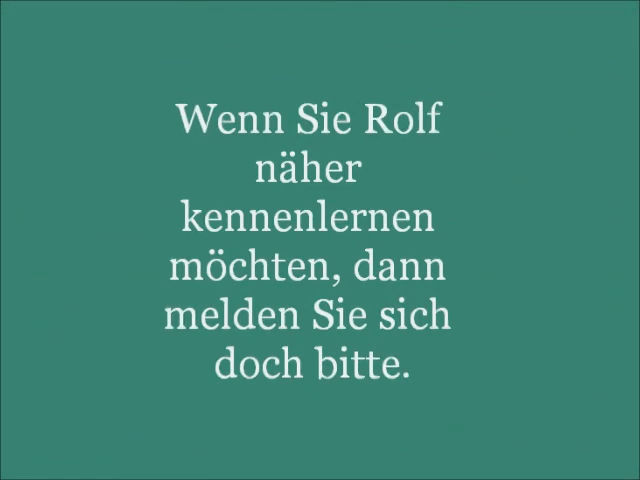 Wenn Sie Rolf
näher
kennenlernen
möchten, dann
melden Sie sich
doch bitte.